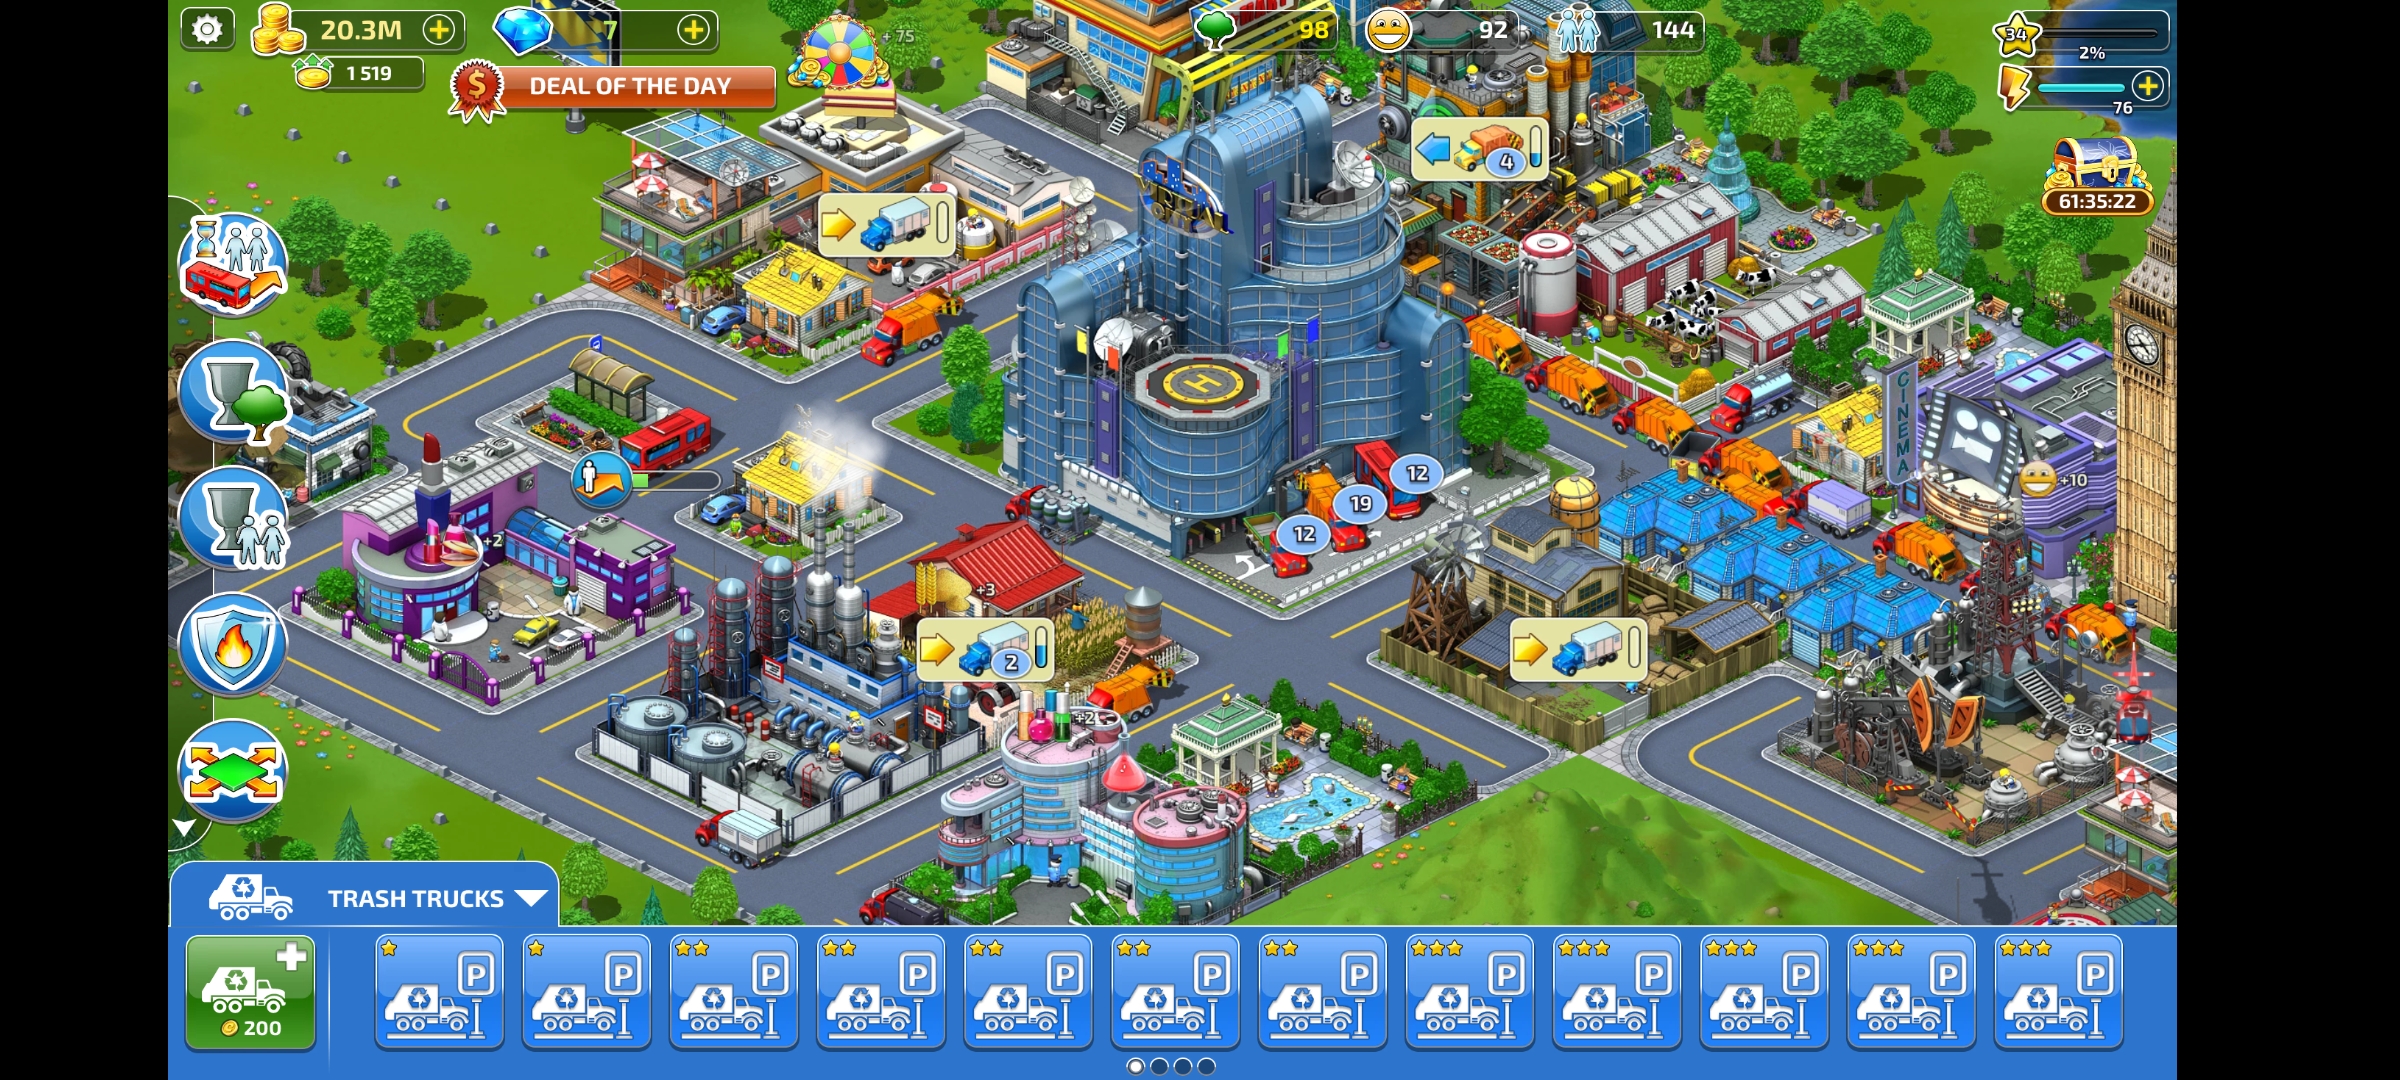 20.3M
7
+ 75
98
92
144
34
2%
1 519
DEAL OF THE DAY
76
4
61:35:22
H
CINEMA
12
19
12
+10
+2
+3
2
+2
TRASH TRUCKS
P
P
P
P
P
P
P
P
P
P
P
P
200